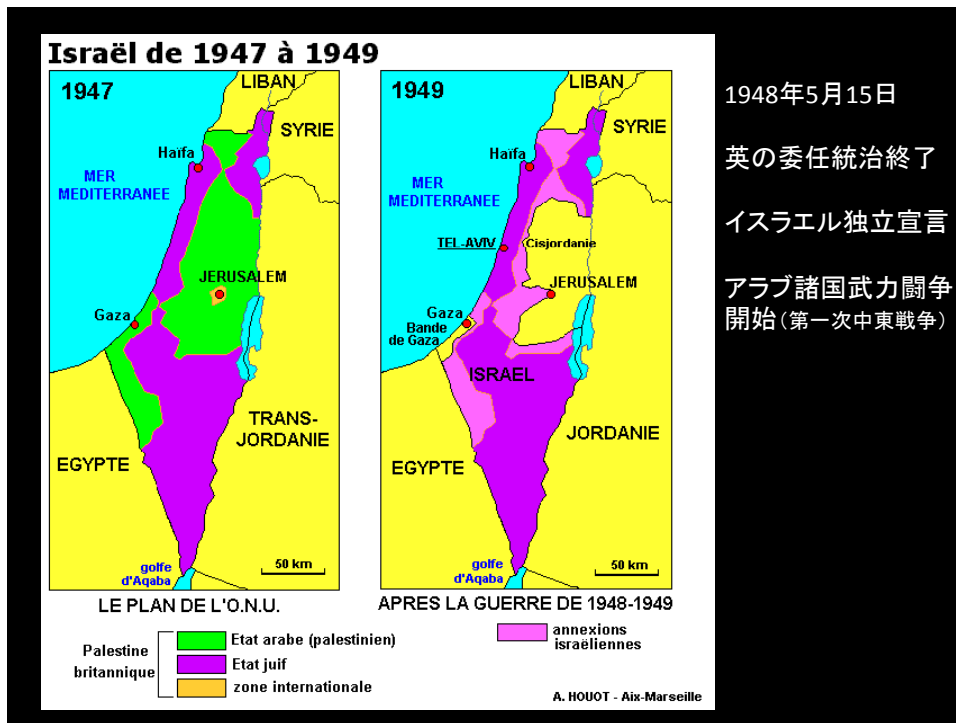 Israël de 1947 à 1949
1947
LIBAN
SYRIE
Haïfa
MER
MEDITERRANEE
JERUSALEM
Gaza
TRANS-
JORDANIE
EGYPTE
golfe
d'Aqaba
50 km
LE PLAN DE L'O.N.U.
1949
LIBAN
SYRIE
Haïfa
MER
MEDITERRANEE
TEL-AVIV
Cisjordanie
JERUSALEM
Gaza
Bande
de Gaza
ISRAEL
JORDANIE
EGYPTE
golfe
d'Aqaba
50 km
APRES LA GUERRE DE 1948-1949
Palestine
britannique
Etat arabe (palestinien)
Etat juif
zone internationale
annexions
israéliennes
A. HOUOT - Aix-Marseille
1948年5月15日
英の委任統治終了
イスラエル独立宣言
アラブ諸国武力闘争
開始（第一次中東戦争）